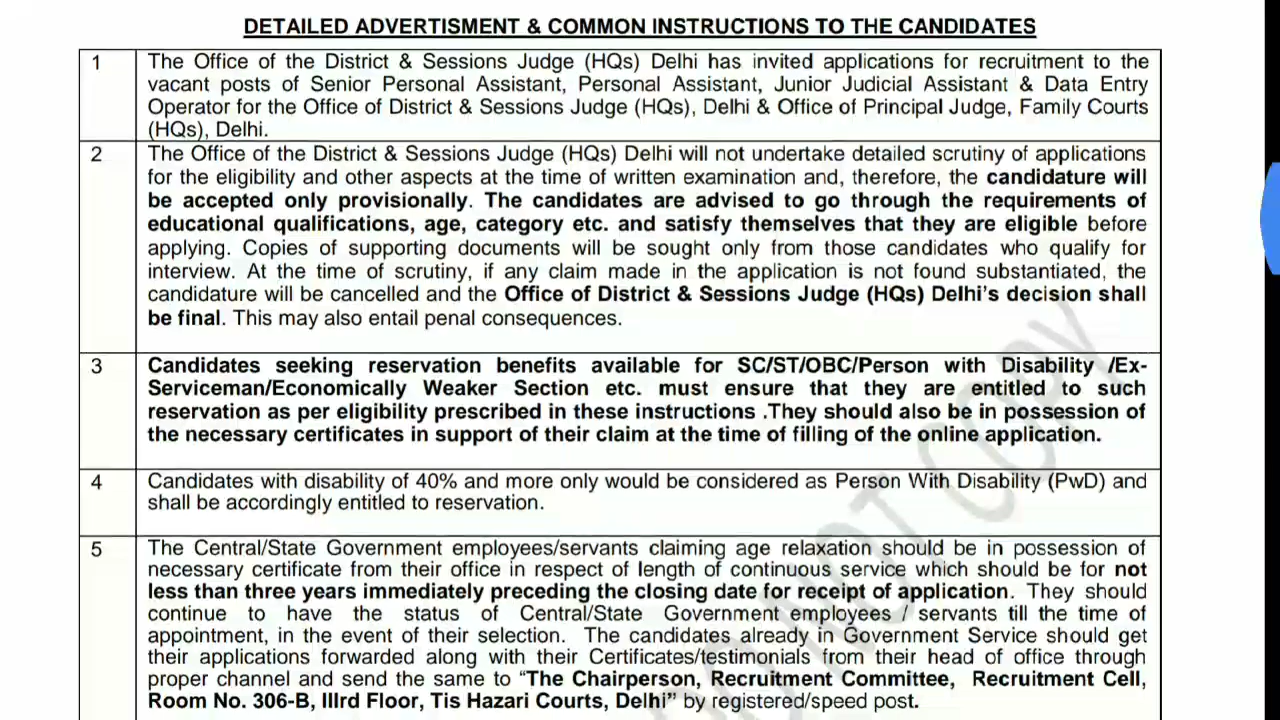 DETAILED ADVERTISMENT & COMMON INSTRUCTIONS TO THE CANDIDATES
1
The Office of the District & Sessions Judge (HQs) Delhi has invited applications for recruitment to the
vacant posts of Senior Personal Assistant, Personal Assistant, Junior Judicial Assistant & Data Entry
Operator for the Office of District & Sessions Judge (HQs), Delhi & Office of Principal Judge, Family Courts
(HQs), Delhi.
2
The Office of the District & Sessions Judge (HQs) Delhi will not undertake detailed scrutiny of applications
for the eligibility and other aspects at the time of written examination and, therefore, the candidature will
be accepted only provisionally. The candidates are advised to go through the requirements of
educational qualifications, age, category etc. and satisfy themselves that they are eligible before
applying. Copies of supporting documents will be sought only from those candidates who qualify for
interview. At the time of scrutiny, if any claim made in the application is not found substantiated, the
candidature will be cancelled and the Office of District & Sessions Judge (HQs) Delhi's decision shall
be final. This may also entail penal consequences.
3
Candidates seeking reservation benefits available for SC/ST/OBC/Person with Disability /Ex-
Serviceman/Economically Weaker Section etc. must ensure that they are entitled to such
reservation as per eligibility prescribed in these instructions .They should also be in possession of
the necessary certificates in support of their claim at the time of filling of the online application.
4
Candidates with disability of 40% and more only would be considered as Person With Disability (PwD) and
shall be accordingly entitled to reservation.
5
The Central/State Government employees/servants claiming age relaxation should be in possession of
necessary certificate from their office in respect of length of continuous service which should be for not
less than three years immediately preceding the closing date for receipt of application. They should
continue to have the status of Central/State Government employees / servants till the time of
appointment, in the event of their selection. The candidates already in Government Service should get
their applications forwarded along with their Certificates/testimonials from their head of office through
proper channel and send the same to “The Chairperson, Recruitment Committee, Recruitment Cell,
Room No. 306-B, IIIrd Floor, Tis Hazari Courts, Delhi” by registered/speed post.
DO NOT COPY